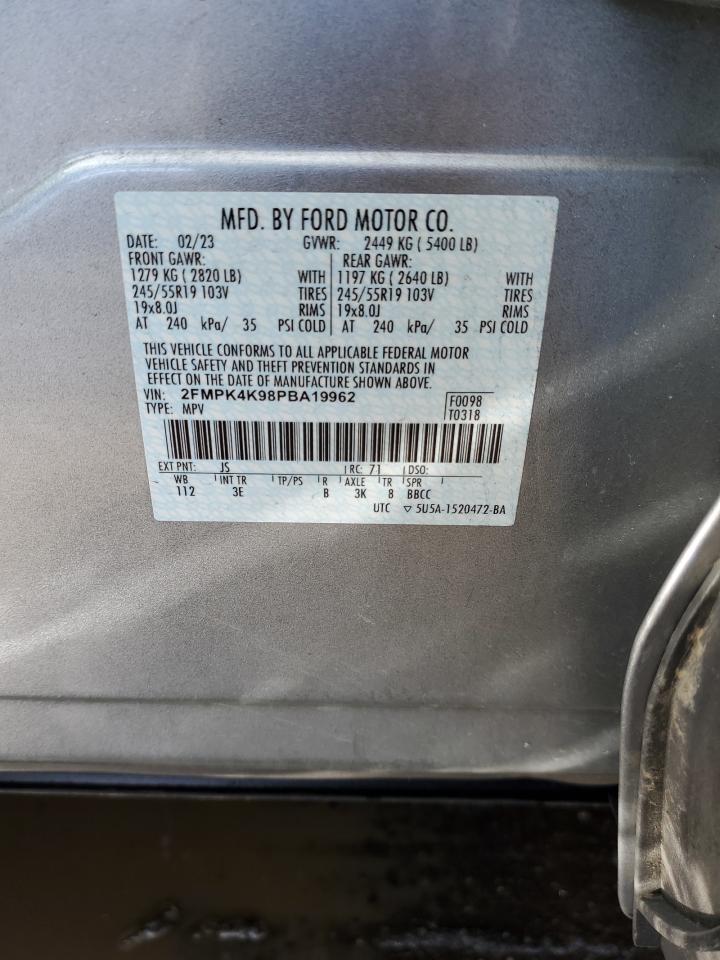 MFD. BY FORD MOTOR CO.
DATE: 02/23 GVWR: 2449 KG ( 5400 LB)
FRONT GAWR: REAR GAWR:
1279 KG ( 2820 LB) WITH 1197 KG ( 2640 LB) WITH
245/55R19 103V TIRES 245/55R19 103V TIRES
19x8.0J RIMS 19x8.0J RIMS
AT 240 kPa/ 35 PSI COLD AT 240 kPa/ 35 PSI COLD
THIS VEHICLE CONFORMS TO ALL APPLICABLE FEDERAL MOTOR
VEHICLE SAFETY AND THEFT PREVENTION STANDARDS IN
EFFECT ON THE DATE OF MANUFACTURE SHOWN ABOVE.
VIN: 2FMPK4K98PBA19962 F0098
TYPE: MPV T0318
EXT PNT: JS RC: 71 DSO:
WB INT TR TP/PS R AXLE TR SPR
112 3E B 3K 8 BBCC
UTC ▽ 5U5A-1520472-BA